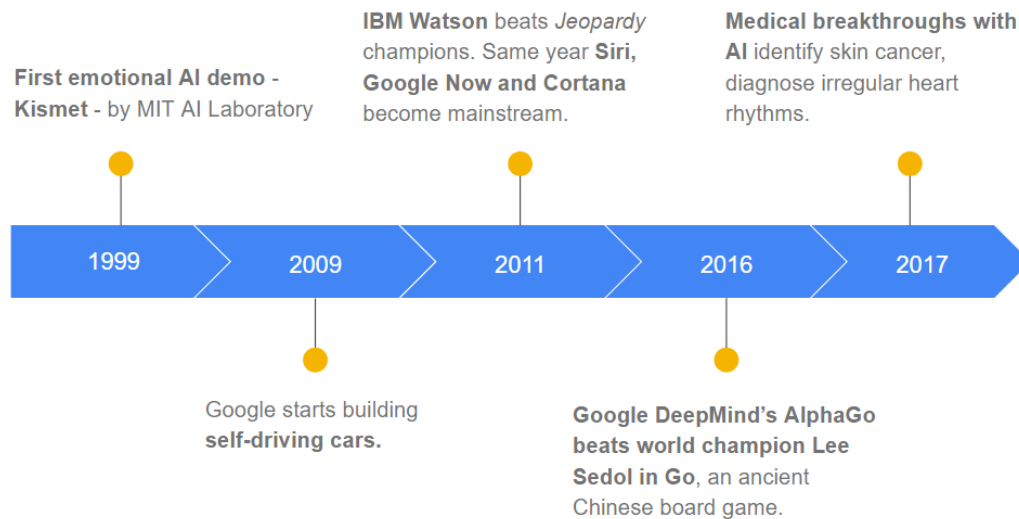 First emotional AI demo -
Kismet - by MIT AI Laboratory
IBM Watson beats Jeopardy
champions. Same year Siri,
Google Now and Cortana
become mainstream.
Medical breakthroughs with
AI identify skin cancer,
diagnose irregular heart
rhythms.
1999
2009
2011
2016
2017
Google starts building
self-driving cars.
Google DeepMind's AlphaGo
beats world champion Lee
Sedol in Go, an ancient
Chinese board game.